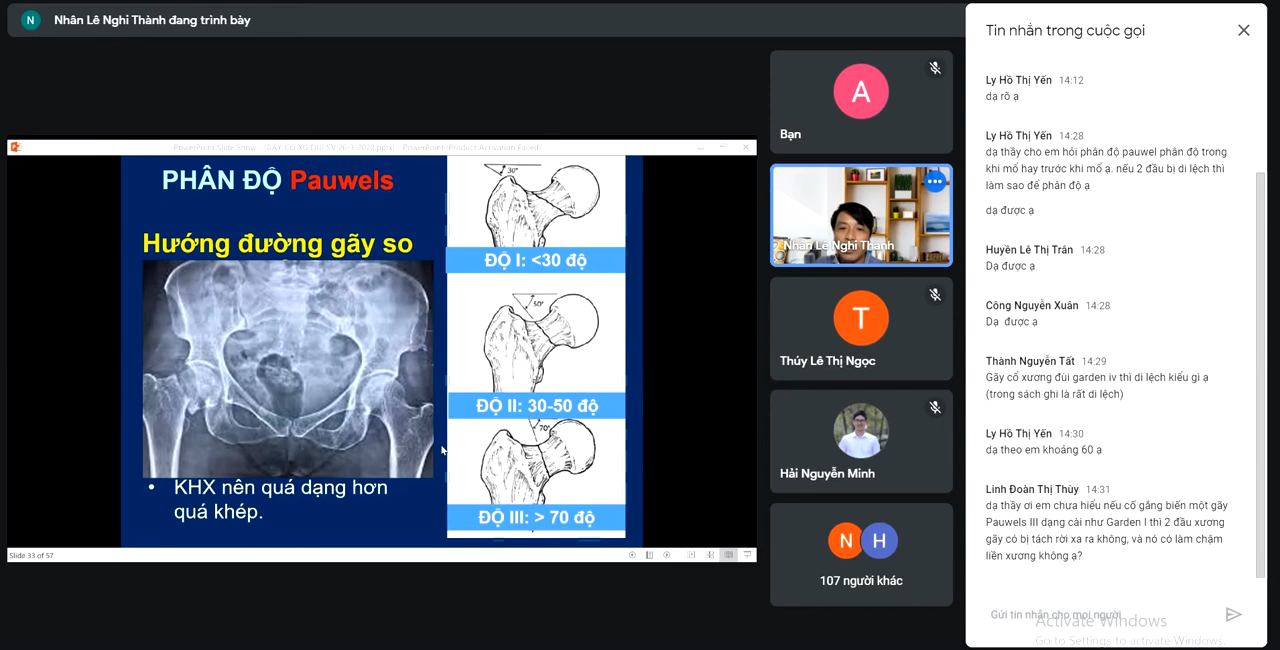 N
Nhân Lê Nghi Thành đang trình bày
PowerPoint Slide Show - [GAY CO XG DUI SV 26-3-2020.pptx] - PowerPoint (Product Activation Failed)
PHÂN ĐỘ Pauwels
Hướng đường gãy so
• KHX nên quá dạng hơn
quá khép.
30°
ĐỘ I: <30 độ
50°
ĐỘ II: 30-50 độ
70°
ĐỘ III: > 70 độ
Slide 33 of 57
A
Bạn
Nhân Lê Nghi Thành
T
Thúy Lê Thị Ngọc
Hải Nguyễn Minh
N
H
107 người khác
Tin nhắn trong cuộc gọi
Ly Hồ Thị Yến 14:12
dạ rõ ạ
Ly Hồ Thị Yến 14:28
dạ thầy cho em hỏi phân độ pauwel phân độ trong
khi mổ hay trước khi mổ ạ. nếu 2 đầu bị di lệch thì
làm sao để phân độ ạ
dạ được ạ
Huyền Lê Thị Trân 14:28
Dạ được ạ
Công Nguyễn Xuân 14:28
Dạ được ạ
Thành Nguyễn Tất 14:29
Gãy cổ xương đùi garden iv thì di lệch kiểu gì ạ
(trong sách ghi là rất di lệch)
Ly Hồ Thị Yến 14:30
dạ theo em khoảng 60 ạ
Linh Đoàn Thị Thùy 14:31
dạ thầy ơi em chưa hiểu nếu cố gắng biến một gãy
Pauwels III dạng cài như Garden I thì 2 đầu xương
gãy có bị tách rời xa ra không, và nó có làm chậm
liền xương không ạ?
Gửi tin nhắn cho mọi người
Activate Windows
Go to Settings to activate Windows.